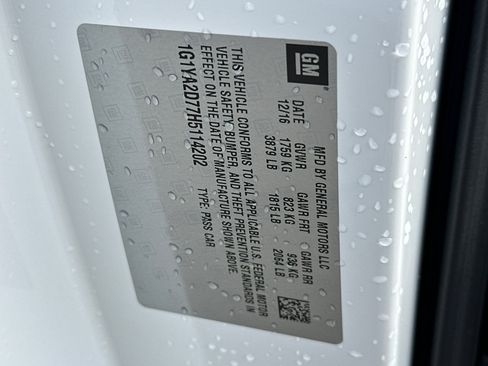 GM
MFD BY GENERAL MOTORS LLC
DATE GVWR GAWR FRT GAWR RR
12/16 1759 KG 823 KG 936 KG
3879 LB 1815 LB 2064 LB
THIS VEHICLE CONFORMS TO ALL APPLICABLE U.S. FEDERAL MOTOR
VEHICLE SAFETY, BUMPER, AND THEFT PREVENTION STANDARDS IN
EFFECT ON THE DATE OF MANUFACTURE SHOWN ABOVE.
1G1YA2D77H5114202 TYPE: PASS CAR